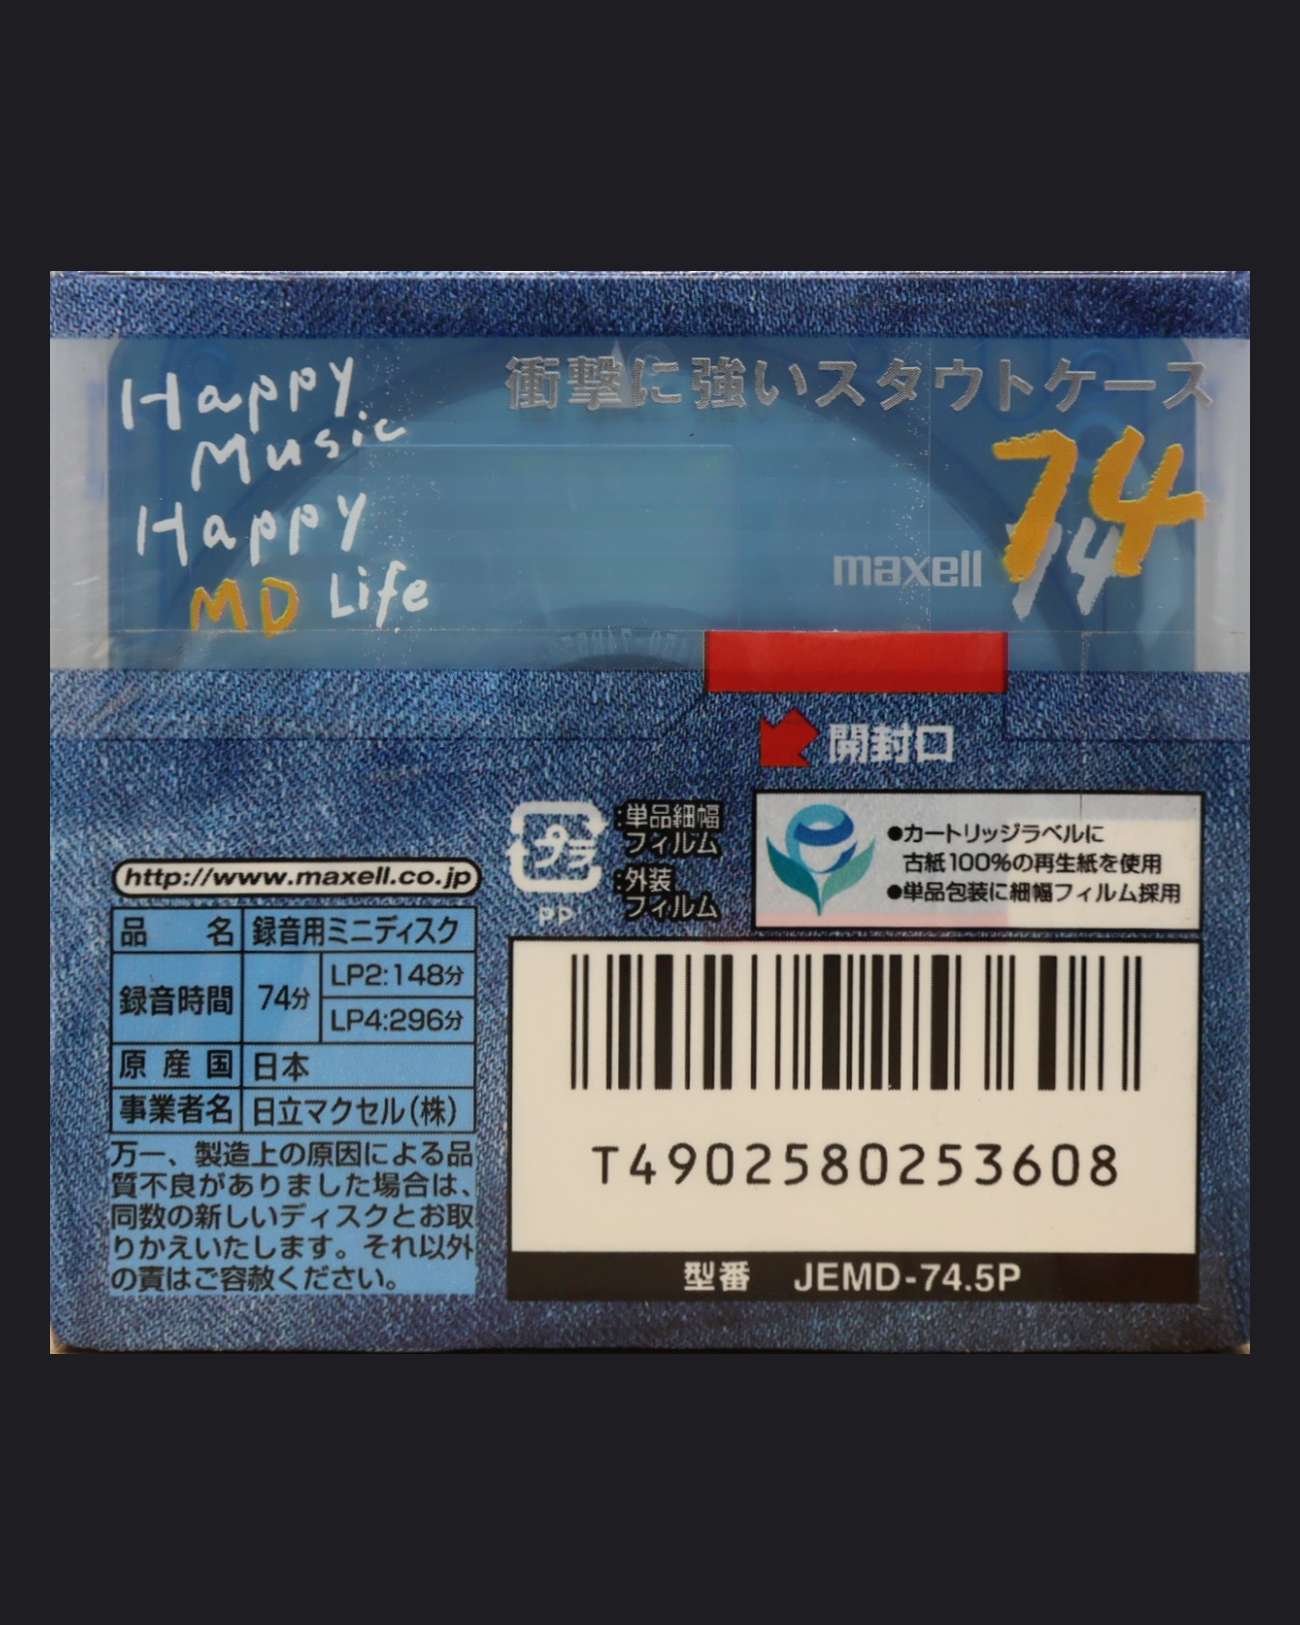 Happy
Music
Happy
MD Life
衝撃に強いスタウトケース
74
74
maxell
開封口
プラ
PP
:単品細幅
フィルム
:外装
フィルム
●カートリッジラベルに
古紙100%の再生紙を使用
●単品包装に細幅フィルム採用
http://www.maxell.co.jp
品名 録音用ミニディスク
録音時間 74分 LP2:148分
LP4:296分
原産国 日本
事業者名 日立マクセル(株)
万一、製造上の原因による品
質不良がありました場合は、
同数の新しいディスクとお取
りかえいたします。それ以外
の責はご容赦ください。
T4902580253608
型番 JEMD-74.5P